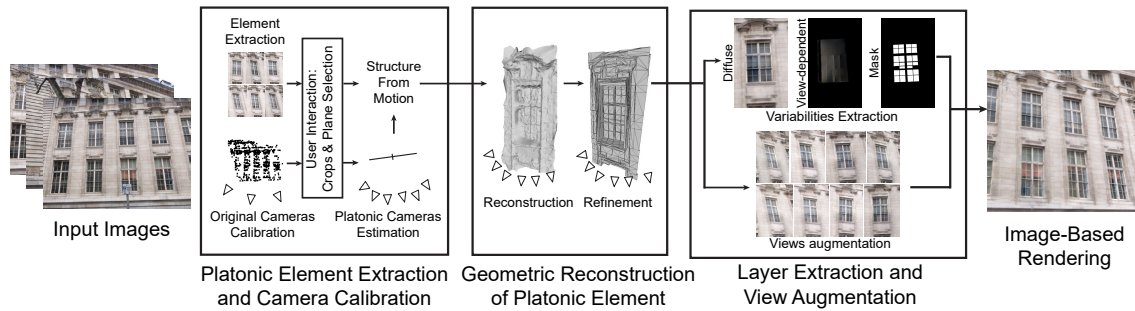 Input Images
Element
Extraction
User Interaction:
Crops & Plane Selection
Structure
From
Motion
Original Cameras
Calibration
Platonic Cameras
Estimation
Platonic Element Extraction
and Camera Calibration
Reconstruction
Refinement
Geometric Reconstruction
of Platonic Element
Diffuse
View-dependent
Mask
Variabilities Extraction
Views augmentation
Layer Extraction and
View Augmentation
Image-Based
Rendering